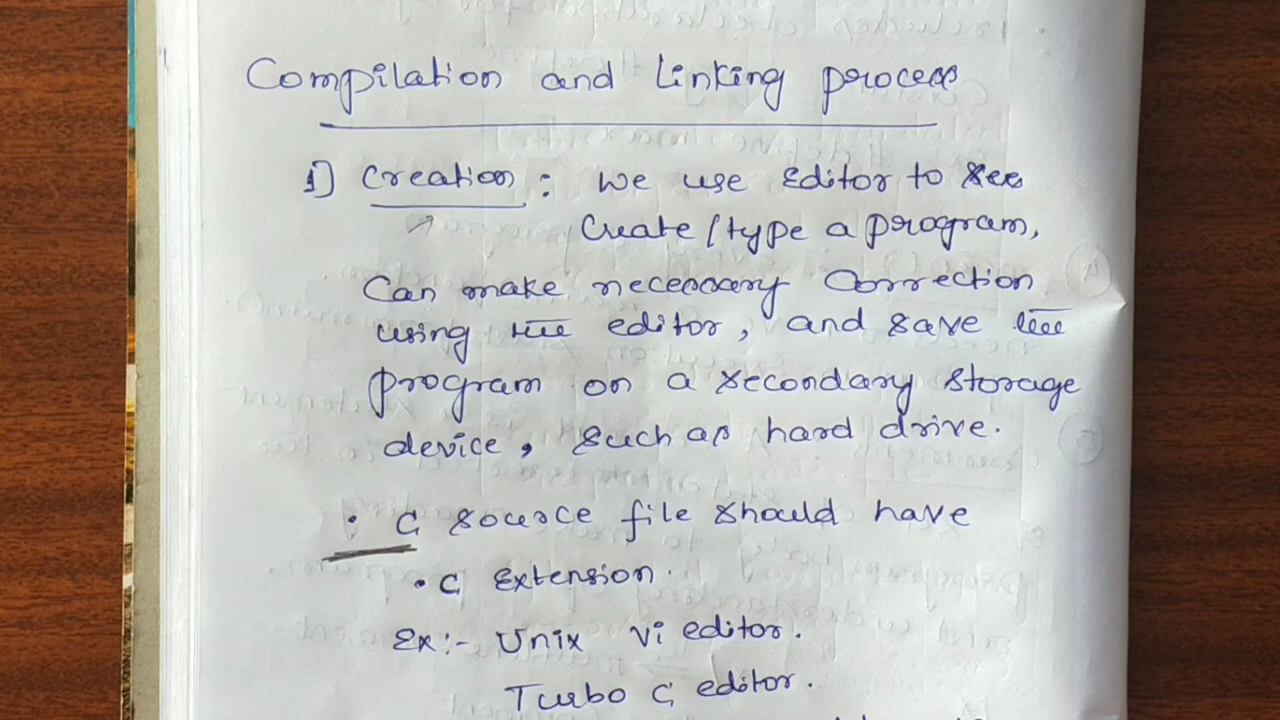 Compilation and Linking process
1] Creation : We use Editor to
Create/type a program,
Can make necessary Correction
using the editor, and save the
program on a secondary storage
device, such as hard drive.
• C source file should have
.C Extension.
Ex:- Unix vi editor.
Turbo C editor.